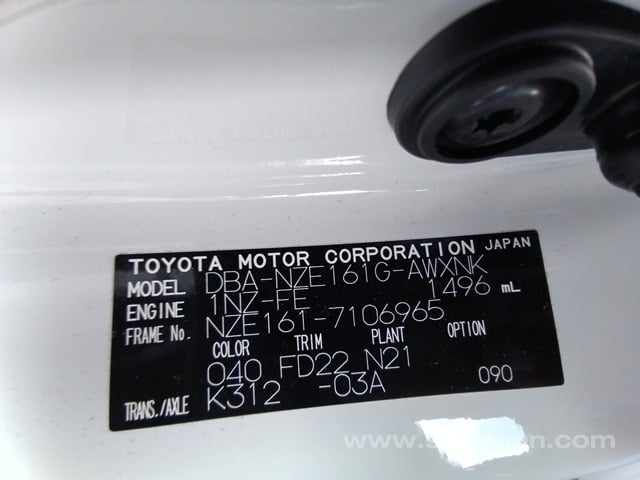 TOYOTA MOTOR CORPORATION JAPAN
MODEL DBA-NZE161G-AWXNK
ENGINE 1NZ-FE 1496 mL
FRAME No. NZE161-7106965
COLOR TRIM PLANT OPTION
040 FD22 N21
TRANS./AXLE K312 -03A 090